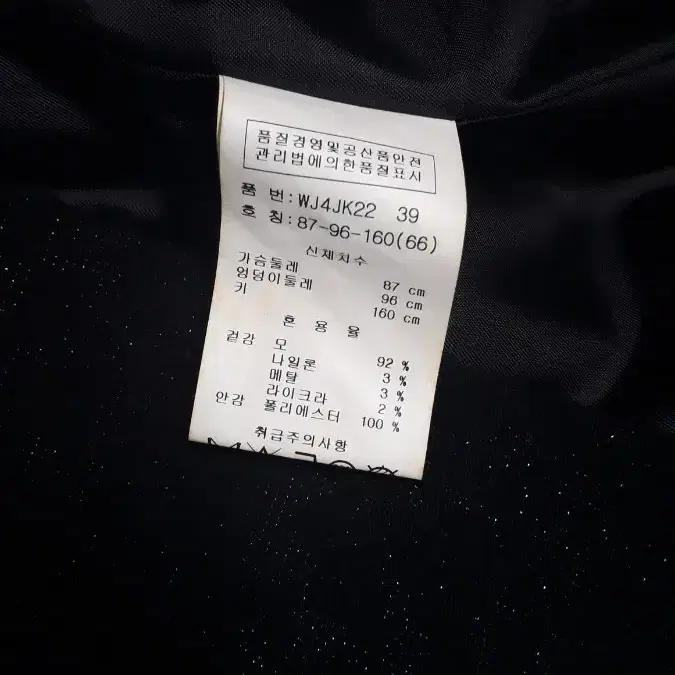 품질경영및공산품안전
관리법에의한품질표시
품 번:WJ4JK22 39
호 칭:87-96-160(66)
신체치수
가슴둘레 87 cm
엉덩이둘레 96 cm
키 160 cm
혼 용 율
겉감 모 92 %
나일론 3 %
메탈 3 %
라이크라 2 %
안감 폴리에스터 100 %
취급주의사항